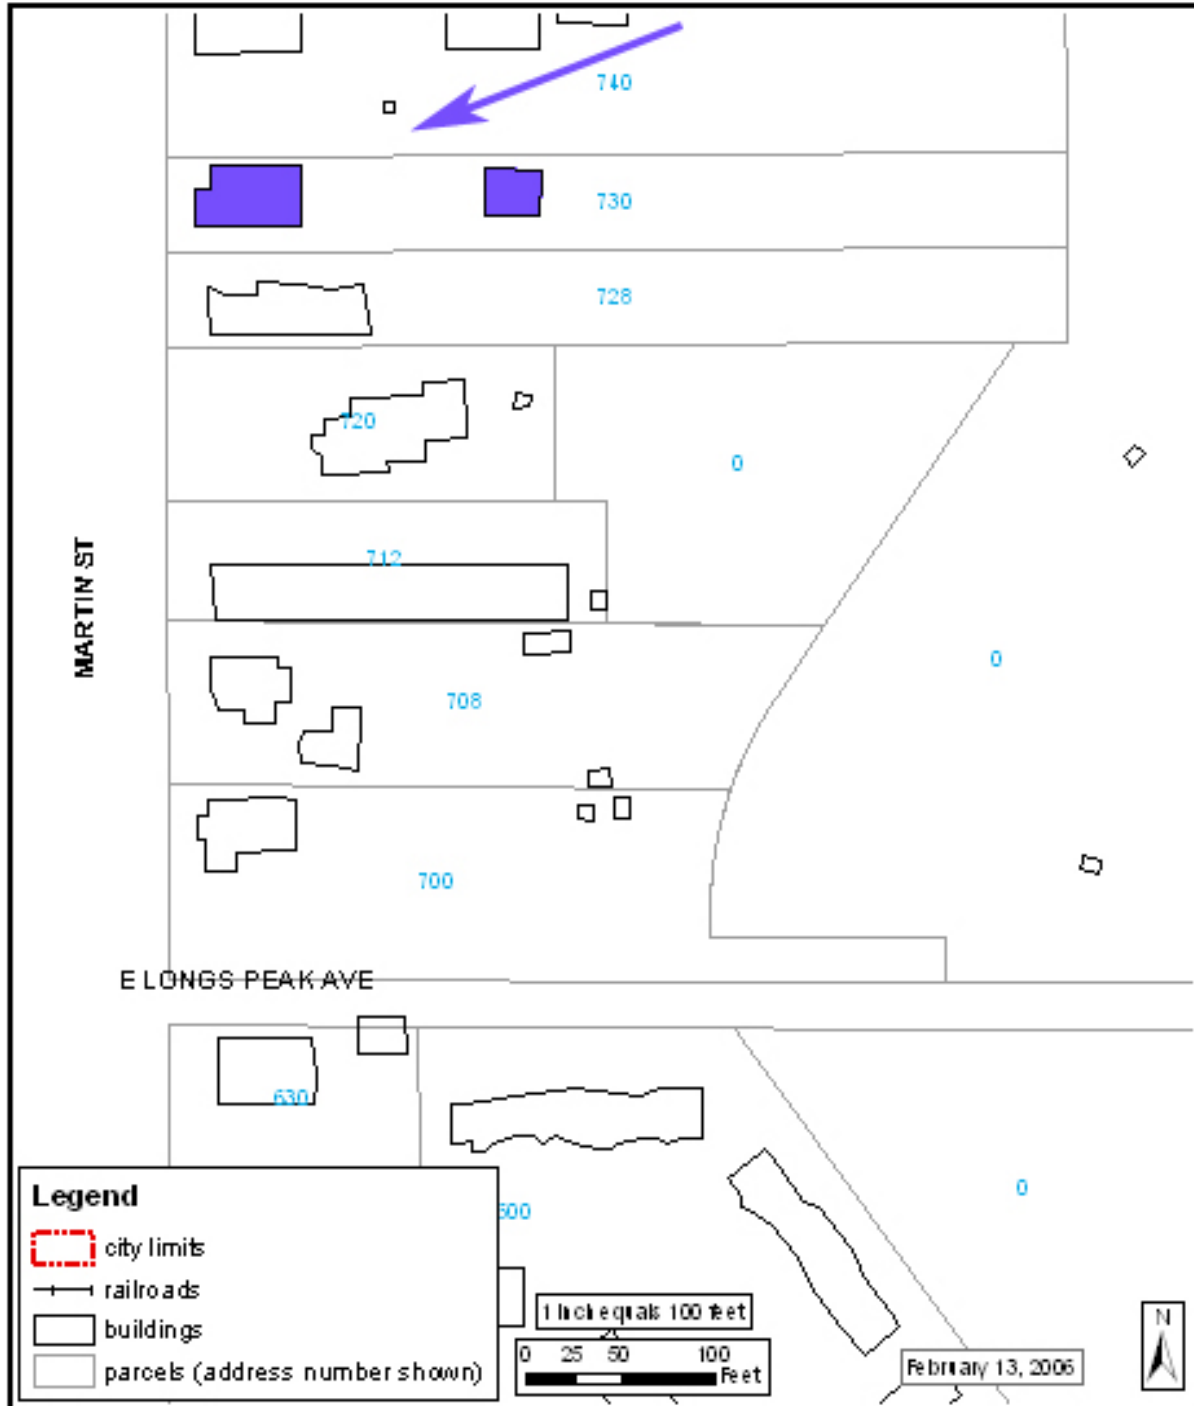 740
730
728
720
0
712
MARTIN ST
0
708
700
E LONGS PEAK AVE
630
0
Legend
city limits
railroads
buildings
parcels (address number shown)
1 Inch equals 100 feet
0 25 50 100
Feet
February 13, 2006
N